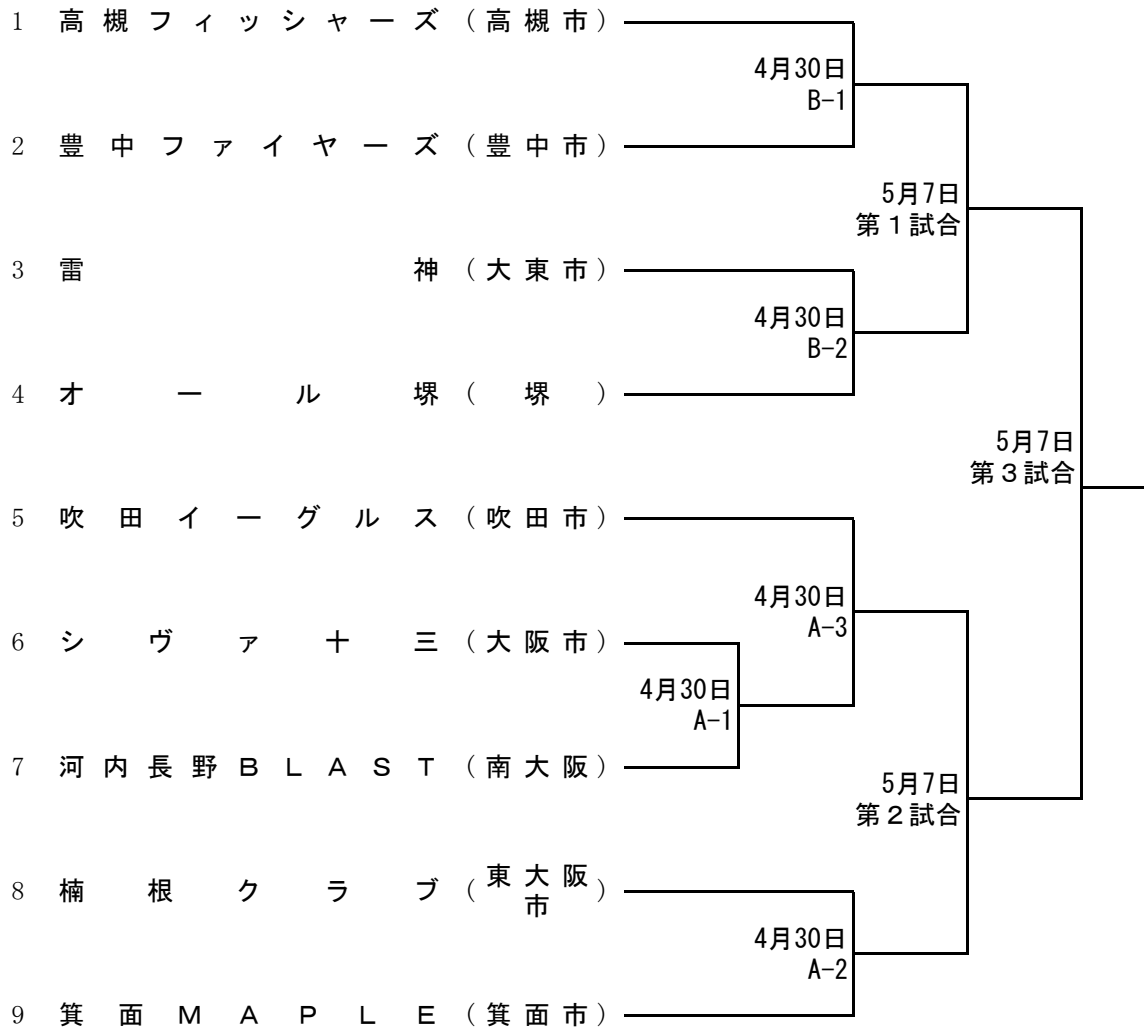 1 高槻フィッシャーズ (高槻市)
4月30日
B-1
2 豊中ファイヤーズ (豊中市)
5月7日
第1試合
3 雷神 (大東市)
4月30日
B-2
4 オール堺 (堺)
5月7日
第3試合
5 吹田イーグルス (吹田市)
4月30日
A-3
6 シヴァ十三 (大阪市)
4月30日
A-1
7 河内長野BLAST (南大阪)
5月7日
第2試合
8 楠根クラブ (東大阪市)
4月30日
A-2
9 箕面MAPLE (箕面市)